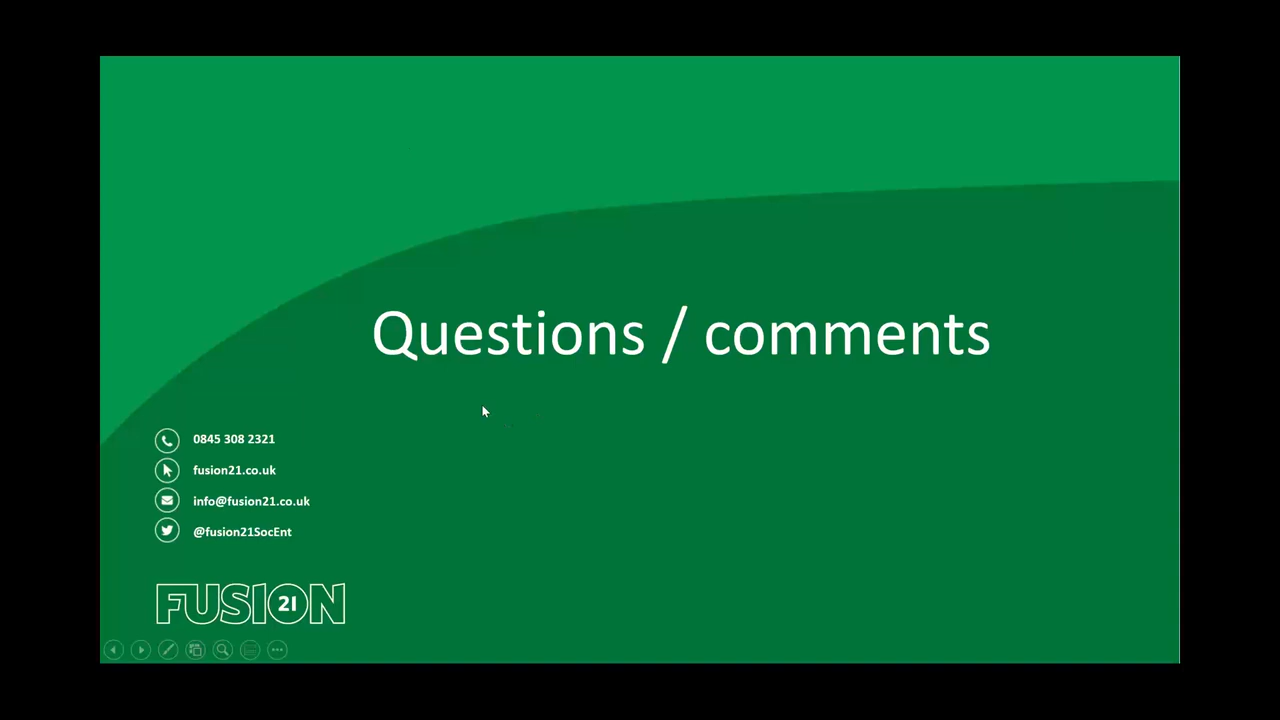 Questions / comments
0845 308 2321
fusion21.co.uk
info@fusion21.co.uk
@fusion21SocEnt
FUSION 21